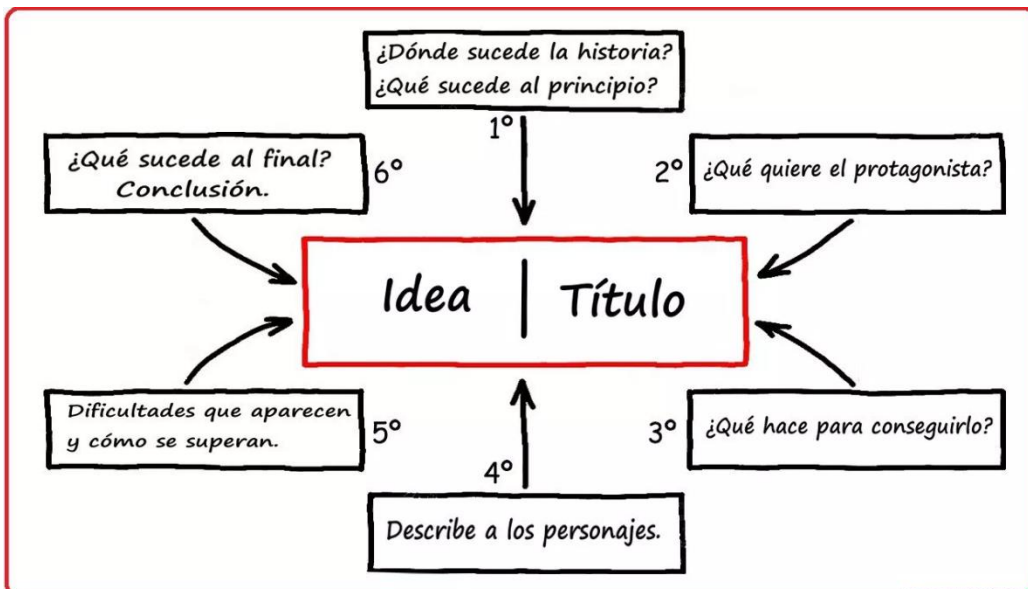 ¿Dónde sucede la historia?
¿Qué sucede al principio?
1º
¿Qué sucede al final?
Conclusión.
6º
2º
¿Qué quiere el protagonista?
Idea | Título
Dificultades que aparecen
y cómo se superan.
5º
3º
¿Qué hace para conseguirlo?
4º
Describe a los personajes.